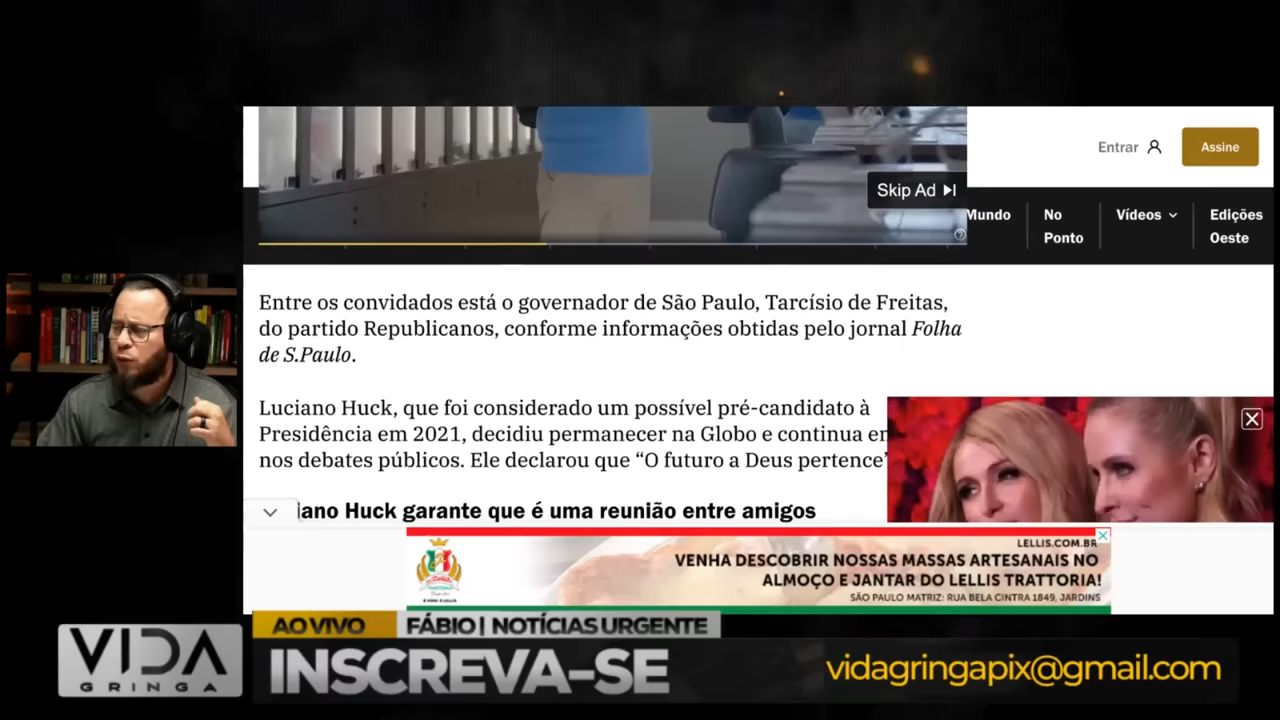 Entrar
Assine
Skip Ad
Mundo
No
Ponto
Vídeos
Edições
Oeste
Entre os convidados está o governador de São Paulo, Tarcísio de Freitas,
do partido Republicanos, conforme informações obtidas pelo jornal Folha
de S.Paulo.
Luciano Huck, que foi considerado um possível pré-candidato à
Presidência em 2021, decidiu permanecer na Globo e continua
nos debates públicos. Ele declarou que “O futuro a Deus pertence”
iano Huck garante que é uma reunião entre amigos
LELLIS.COM.BR
VENHA DESCOBRIR NOSSAS MASSAS ARTESANAIS NO
ALMOÇO E JANTAR DO LELLIS TRATTORIA!
SÃO PAULO MATRIZ: RUA BELA CINTRA 1849, JARDINS
AO VIVO
FÁBIO | NOTÍCIAS URGENTE
VIDA
GRINGA
INSCREVA-SE
vidagringapix@gmail.com